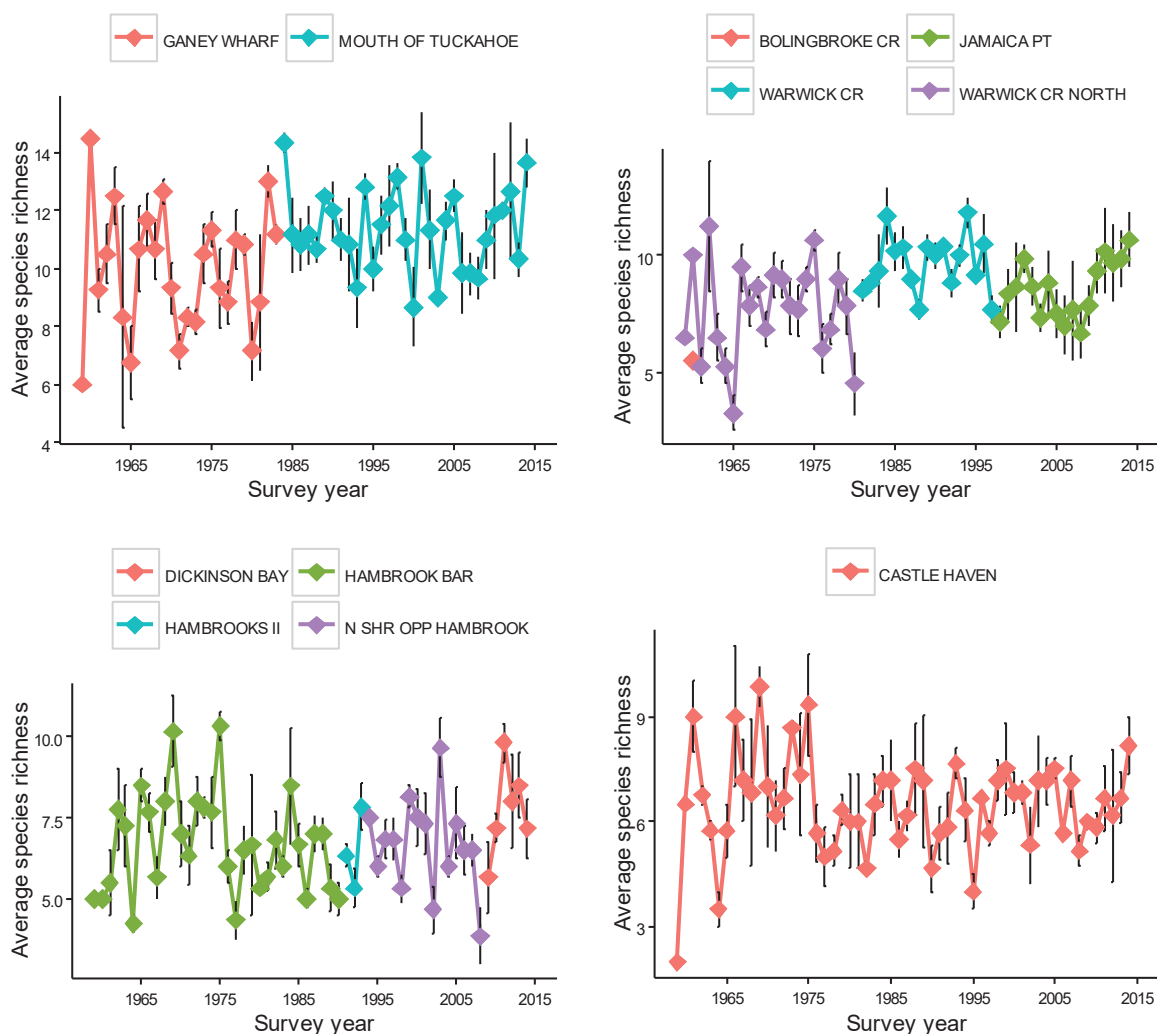 GANEY WHARF MOUTH OF TUCKAHOE
Average species richness
14
12
10
8
6
4
1965 1975 1985 1995 2005 2015
Survey year
BOLINGBROKE CR JAMAICA PT
WARWICK CR WARWICK CR NORTH
Average species richness
10
5
1965 1975 1985 1995 2005 2015
Survey year
DICKINSON BAY HAMBROOK BAR
HAMBROOKS II N SHR OPP HAMBROOK
Average species richness
10.0
7.5
5.0
1965 1975 1985 1995 2005 2015
Survey year
CASTLE HAVEN
Average species richness
9
6
3
1965 1975 1985 1995 2005 2015
Survey year